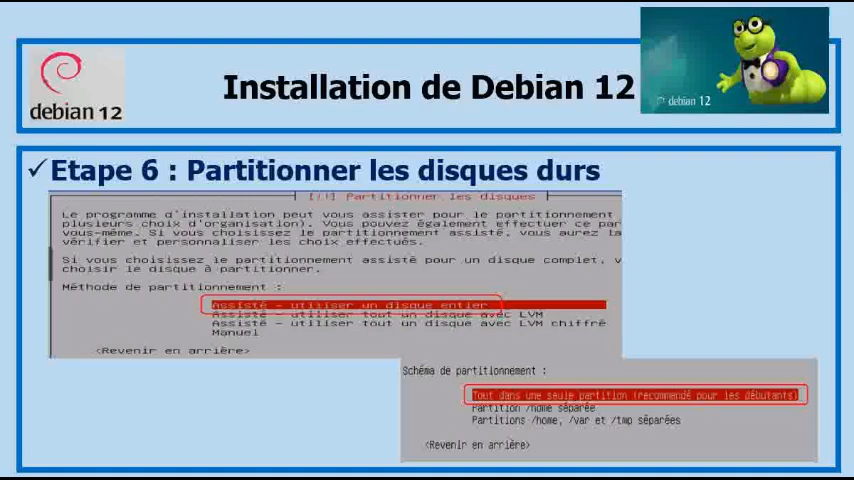 Installation de Debian 12
debian 12
debian 12
✓Etape 6 : Partitionner les disques durs
[!!] Partitionner les disques
Le programme d'installation peut vous assister pour le partitionnement
plusieurs choix d'organisation). Vous pouvez également effectuer ce par
vous-même. Si vous choisissez le partitionnement assisté, vous aurez la
vérifier et personnaliser les choix effectués.
Si vous choisissez le partitionnement assisté pour un disque complet, v
choisir le disque à partitionner.
Méthode de partitionnement :
Assisté - utiliser un disque entier
Assisté - utiliser tout un disque avec LVM
Assisté - utiliser tout un disque avec LVM chiffré
Manuel
<Revenir en arrière>
Schéma de partitionnement :
Tout dans une seule partition (recommandé pour les débutants)
Partition /home séparée
Partitions /home, /var et /tmp séparées
<Revenir en arrière>